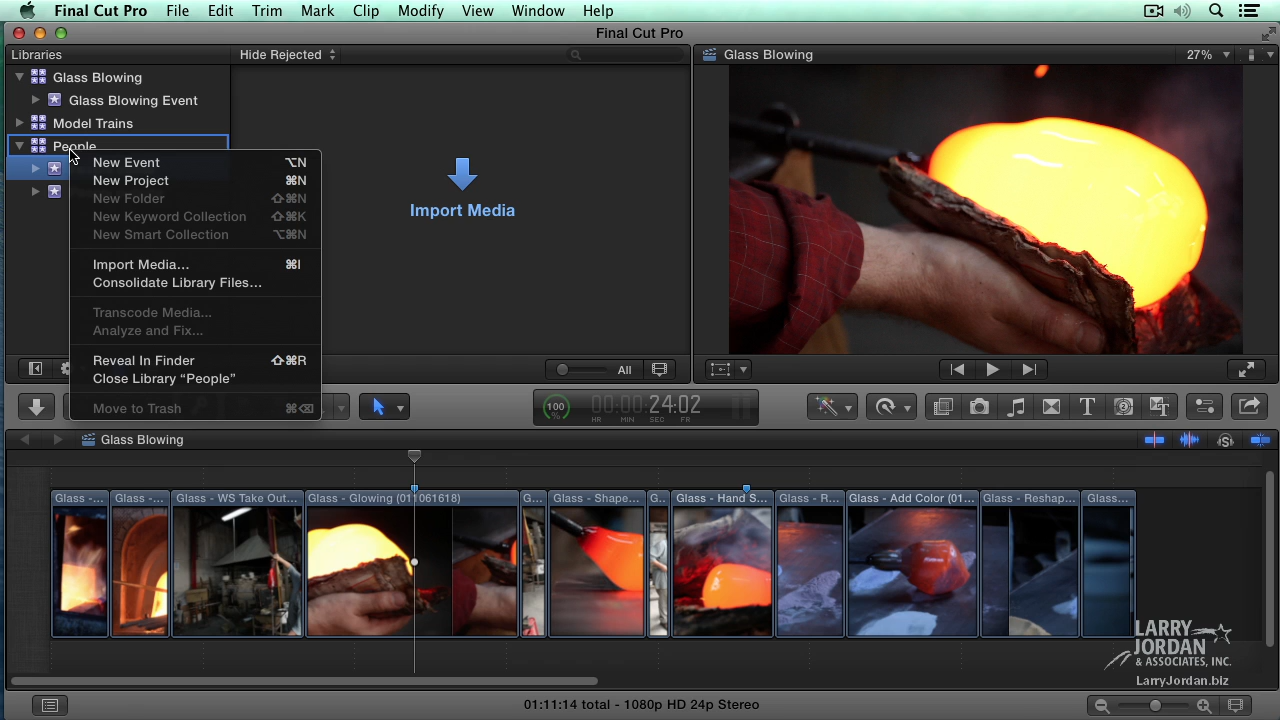 Final Cut Pro File Edit Trim Mark Clip Modify View Window Help
Final Cut Pro
Libraries
Hide Rejected
Glass Blowing
27%
Glass Blowing
Glass Blowing Event
Model Trains
People
New Event ⌥N
New Project ⌘N
New Folder ⇧⌘N
New Keyword Collection ⇧⌘K
New Smart Collection ⌥⌘N
Import Media... ⌘I
Consolidate Library Files...
Transcode Media...
Analyze and Fix...
Reveal In Finder ⇧⌘R
Close Library “People”
Move to Trash ⌘⌫
Import Media
All
100
%
00:00:24:02
HR MIN SEC FR
Glass Blowing
Glass -...
Glass -...
Glass - WS Take Out...
Glass - Glowing (011061618)
G...
Glass - Shape...
G..
Glass - Hand S...
Glass - R...
Glass - Add Color (01...
Glass - Reshap...
Glass...
LARRY
JORDAN
& ASSOCIATES, INC.
LarryJordan.biz
01:11:14 total - 1080p HD 24p Stereo